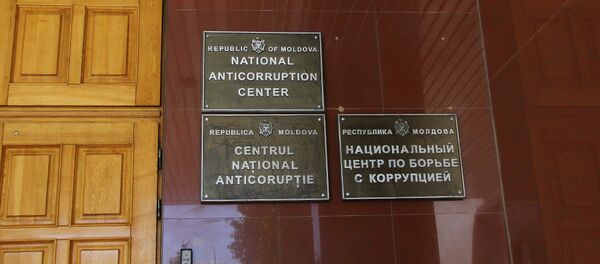 REPUBLIC OF MOLDOVA
NATIONAL
ANTICORRUPTION
CENTER
REPUBLICA MOLDOVA
CENTRUL
NAȚIONAL
ANTICORUPȚIE
РЕСПУБЛИКА МОЛДОВА
НАЦИОНАЛЬНЫЙ
ЦЕНТР ПО БОРЬБЕ
С КОРРУПЦИЕЙ